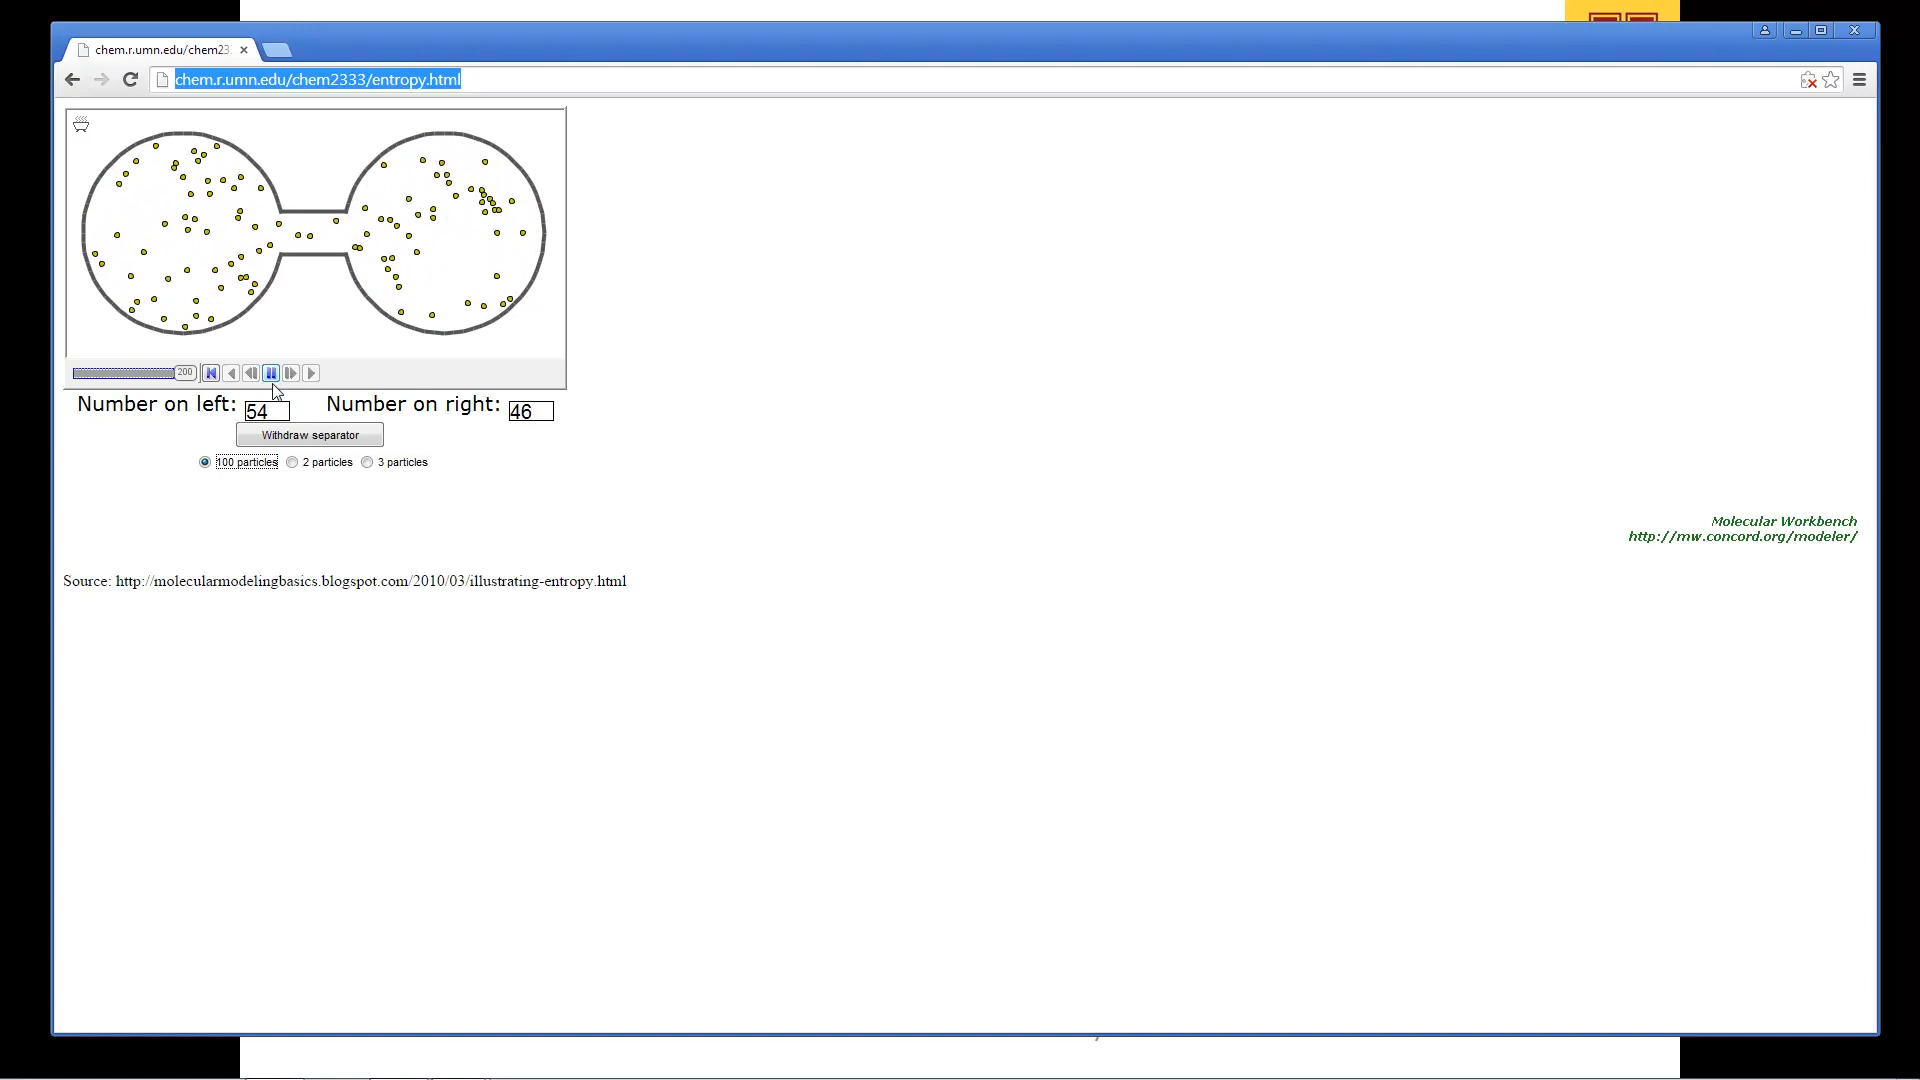 chem.r.umn.edu/chem23
chem.r.umn.edu/chem2333/entropy.html
200
Number on left: 54 Number on right: 46
Withdraw separator
100 particles 2 particles 3 particles
Molecular Workbench
http://mw.concord.org/modeler/
Source: http://molecularmodelingbasics.blogspot.com/2010/03/illustrating-entropy.html